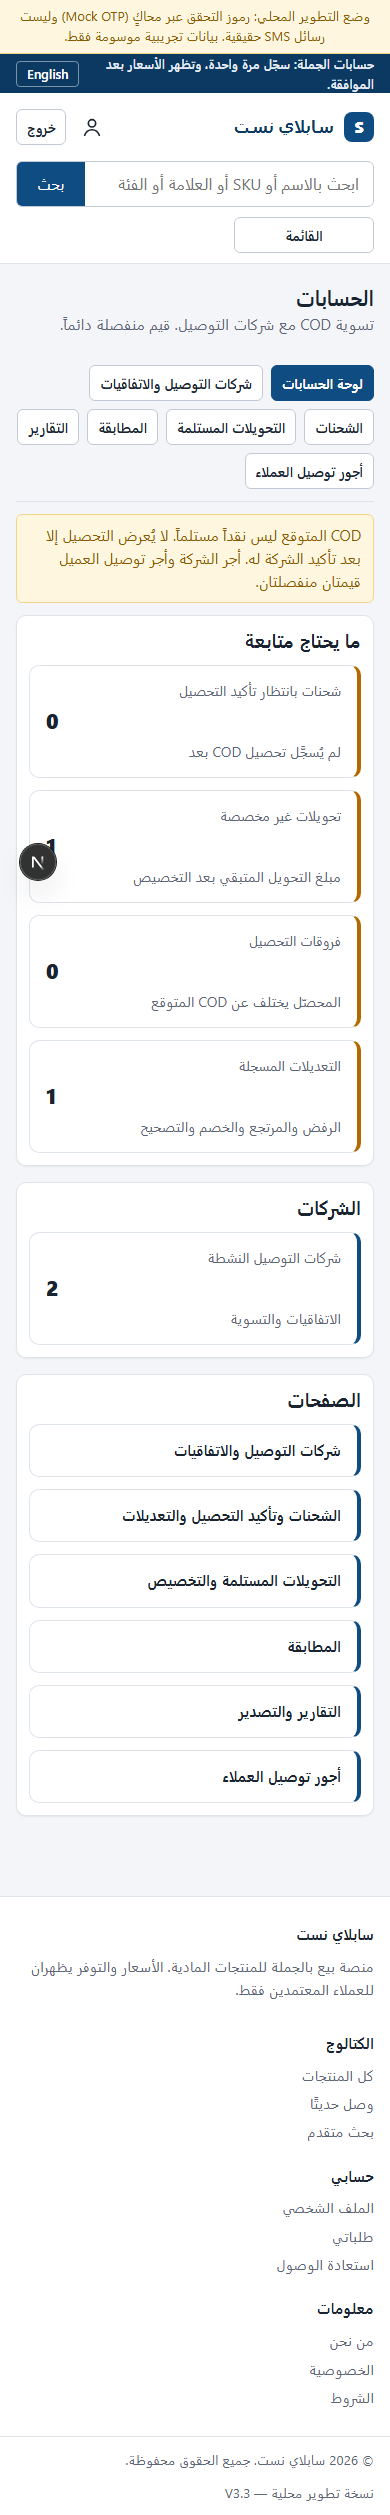 وضع التطوير المحلي: رموز التحقق عبر محاكٍ (Mock OTP) وليست
رسائل SMS حقيقية. بيانات تجريبية موسومة فقط.
حسابات الجملة: سجّل مرة واحدة، وتظهر الأسعار بعد
الموافقة.
English
S
سابلاي نست
خروج
ابحث بالاسم أو SKU أو العلامة أو الفئة
بحث
القائمة
الحسابات
تسوية COD مع شركات التوصيل. قيم منفصلة دائماً.
لوحة الحسابات
شركات التوصيل والاتفاقيات
الشحنات
التحويلات المستلمة
المطابقة
التقارير
أجور توصيل العملاء
COD المتوقع ليس نقداً مستلماً. لا يُعرض التحصيل إلا
بعد تأكيد الشركة له. أجر الشركة وأجر توصيل العميل
قيمتان منفصلتان.
ما يحتاج متابعة
شحنات بانتظار تأكيد التحصيل
0
لم يُسجَّل تحصيل COD بعد
تحويلات غير مخصصة
1
N
مبلغ التحويل المتبقي بعد التخصيص
فروقات التحصيل
0
المحصّل يختلف عن COD المتوقع
التعديلات المسجلة
1
الرفض والمرتجع والخصم والتصحيح
الشركات
شركات التوصيل النشطة
2
الاتفاقيات والتسوية
الصفحات
شركات التوصيل والاتفاقيات
الشحنات وتأكيد التحصيل والتعديلات
التحويلات المستلمة والتخصيص
المطابقة
التقارير والتصدير
أجور توصيل العملاء
سابلاي نست
منصة بيع بالجملة للمنتجات المادية. الأسعار والتوفر يظهران
للعملاء المعتمدين فقط.
الكتالوج
كل المنتجات
وصل حديثًا
بحث متقدم
حسابي
الملف الشخصي
طلباتي
استعادة الوصول
معلومات
من نحن
الخصوصية
الشروط
© 2026 سابلاي نست. جميع الحقوق محفوظة.
نسخة تطوير محلية — V3.3